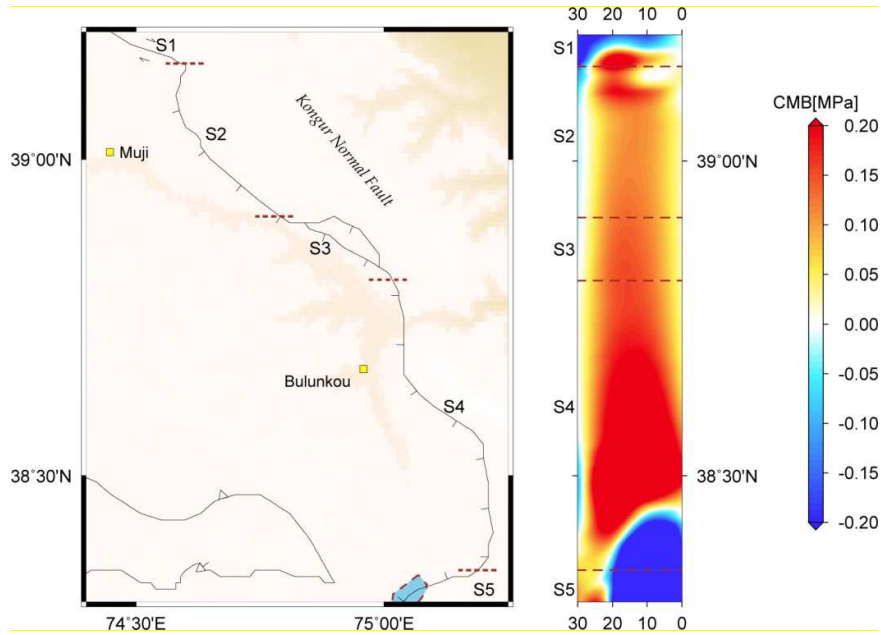 S1
S2
Muji
39°00'N
Kongur Normal Fault
S3
Bulunkou
S4
38°30'N
S5
74°30'E
75°00'E
30 20 10 0
S1
S2
39°00'N
S3
S4
38°30'N
S5
30 20 10 0
CMB[MPa]
0.20
0.15
0.10
0.05
0.00
-0.05
-0.10
-0.15
-0.20